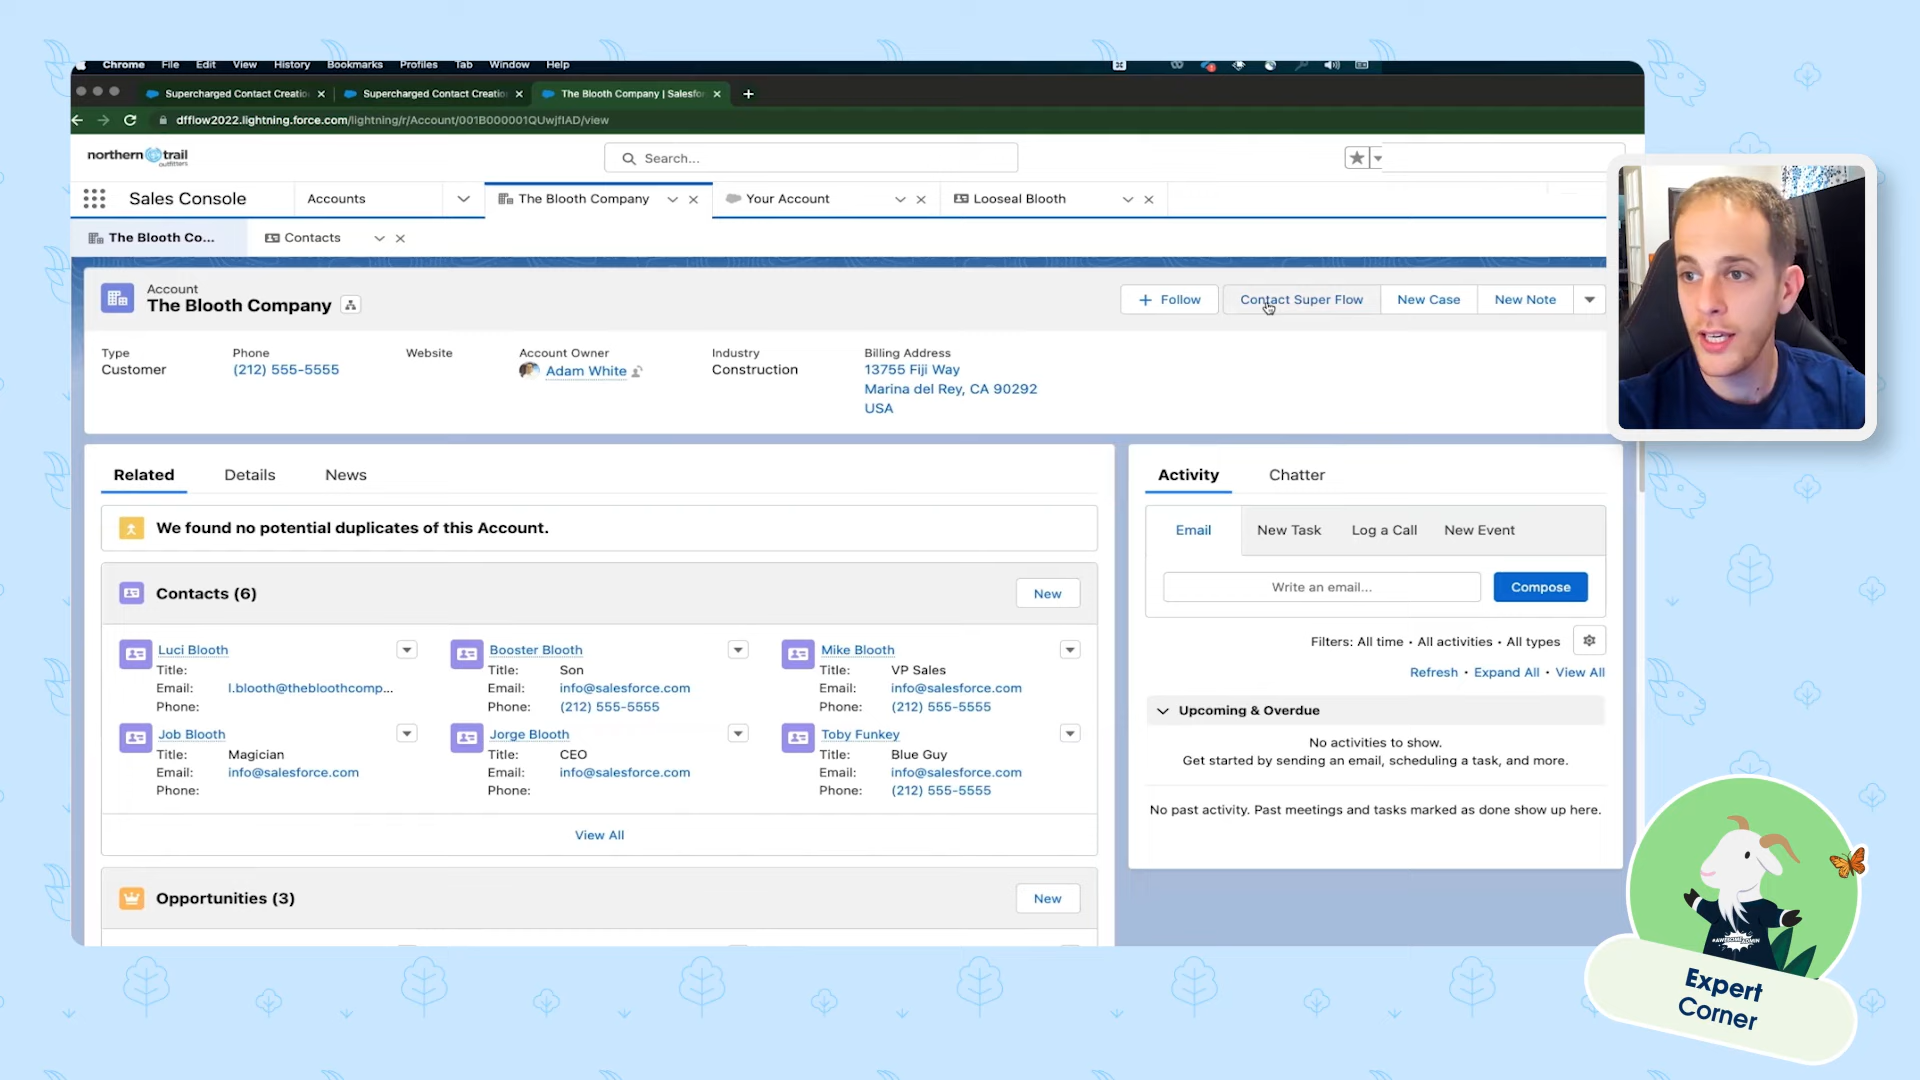 Chrome File Edit View History Bookmarks Profiles Tab Window Help
Supercharged Contact Creatio
Supercharged Contact Creatio
The Blooth Company | Salesfor
dfflow2022.lightning.force.com/lightning/r/Account/001B000001QUwjfIAD/view
northern trail
outfitters
Search...
Sales Console
Accounts
The Blooth Company
Your Account
Looseal Blooth
The Blooth Co...
Contacts
Account
The Blooth Company
+ Follow
Contact Super Flow
New Case
New Note
Type
Customer
Phone
(212) 555-5555
Website
Account Owner
Adam White
Industry
Construction
Billing Address
13755 Fiji Way
Marina del Rey, CA 90292
USA
Related
Details
News
We found no potential duplicates of this Account.
Contacts (6)
New
Luci Blooth
Title:
Email: l.blooth@thebloothcomp...
Phone:
Booster Blooth
Title: Son
Email: info@salesforce.com
Phone: (212) 555-5555
Mike Blooth
Title: VP Sales
Email: info@salesforce.com
Phone: (212) 555-5555
Job Blooth
Title: Magician
Email: info@salesforce.com
Phone:
Jorge Blooth
Title: CEO
Email: info@salesforce.com
Phone:
Toby Funkey
Title: Blue Guy
Email: info@salesforce.com
Phone: (212) 555-5555
View All
Opportunities (3)
New
Activity
Chatter
Email
New Task
Log a Call
New Event
Write an email...
Compose
Filters: All time • All activities • All types
Refresh • Expand All • View All
Upcoming & Overdue
No activities to show.
Get started by sending an email, scheduling a task, and more.
No past activity. Past meetings and tasks marked as done show up here.
#AWESOMEADMIN
Expert
Corner